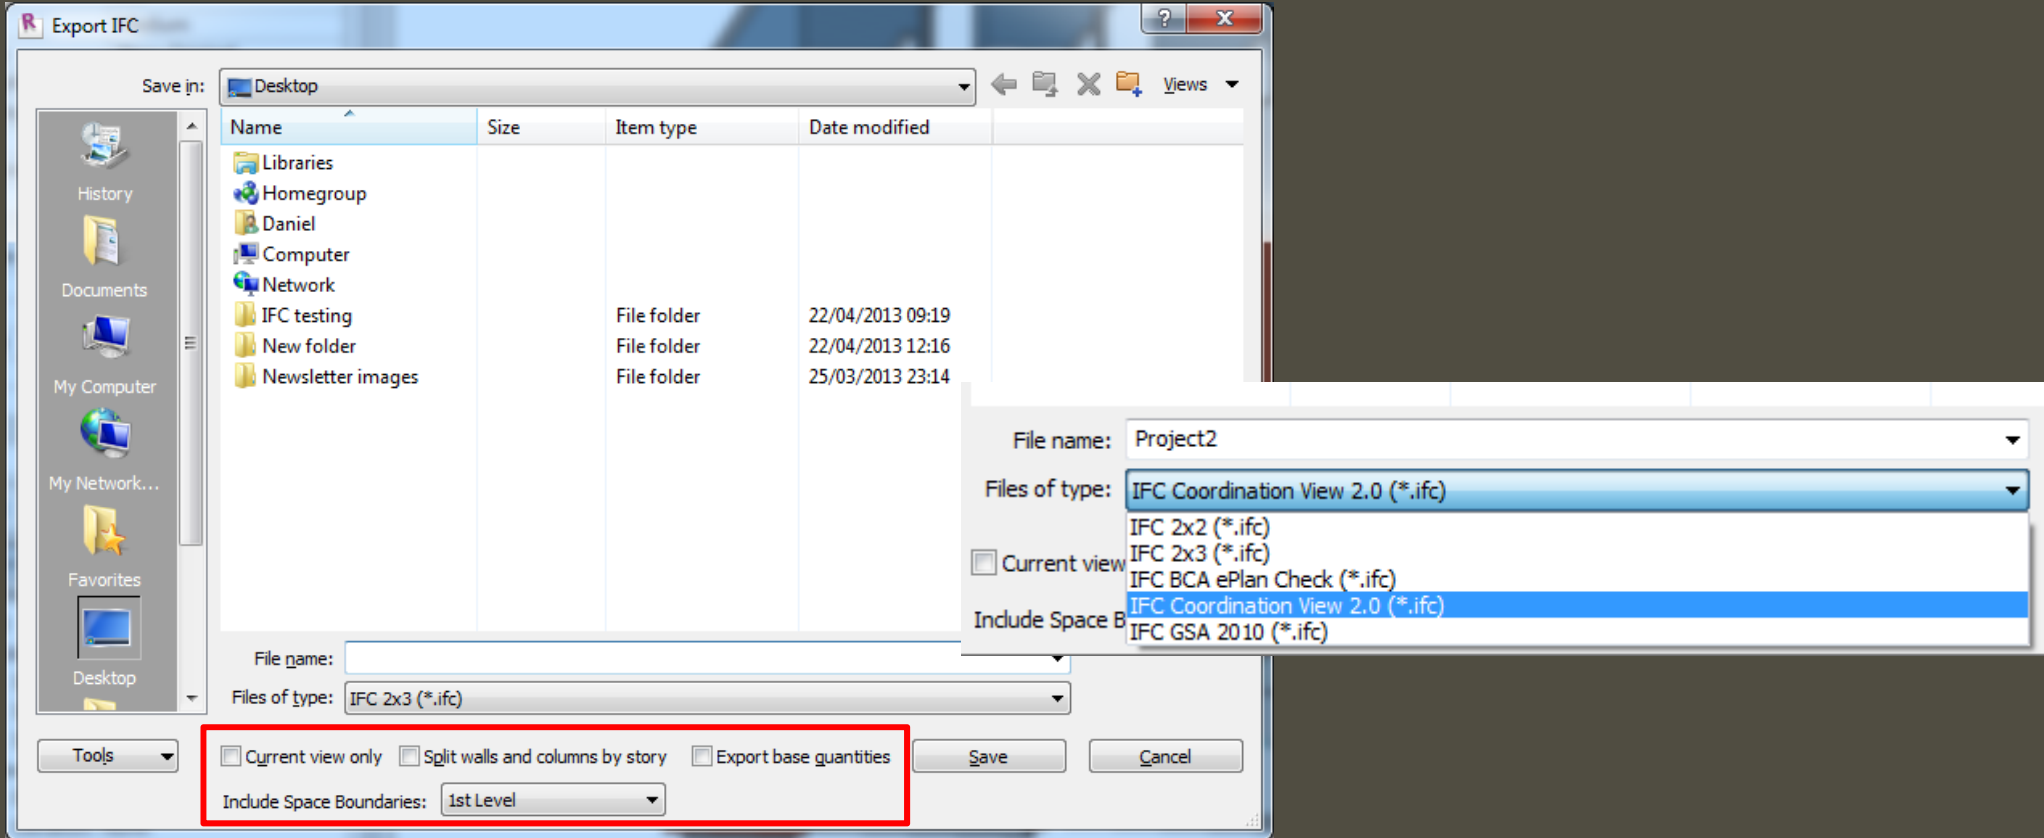 Export IFC
Save in: Desktop Views
Name Size Item type Date modified
Libraries
Homegroup
Daniel
Computer
Network
IFC testing File folder 22/04/2013 09:19
New folder File folder 22/04/2013 12:16
Newsletter images File folder 25/03/2013 23:14
History
Documents
My Computer
My Network...
Favorites
Desktop
File name:
Files of type: IFC 2x3 (*.ifc)
Tools
Current view only Split walls and columns by story Export base quantities
Save Cancel
Include Space Boundaries: 1st Level
File name: Project2
Files of type: IFC Coordination View 2.0 (*.ifc)
IFC 2x2 (*.ifc)
IFC 2x3 (*.ifc)
Current view
IFC BCA ePlan Check (*.ifc)
IFC Coordination View 2.0 (*.ifc)
Include Space B
IFC GSA 2010 (*.ifc)